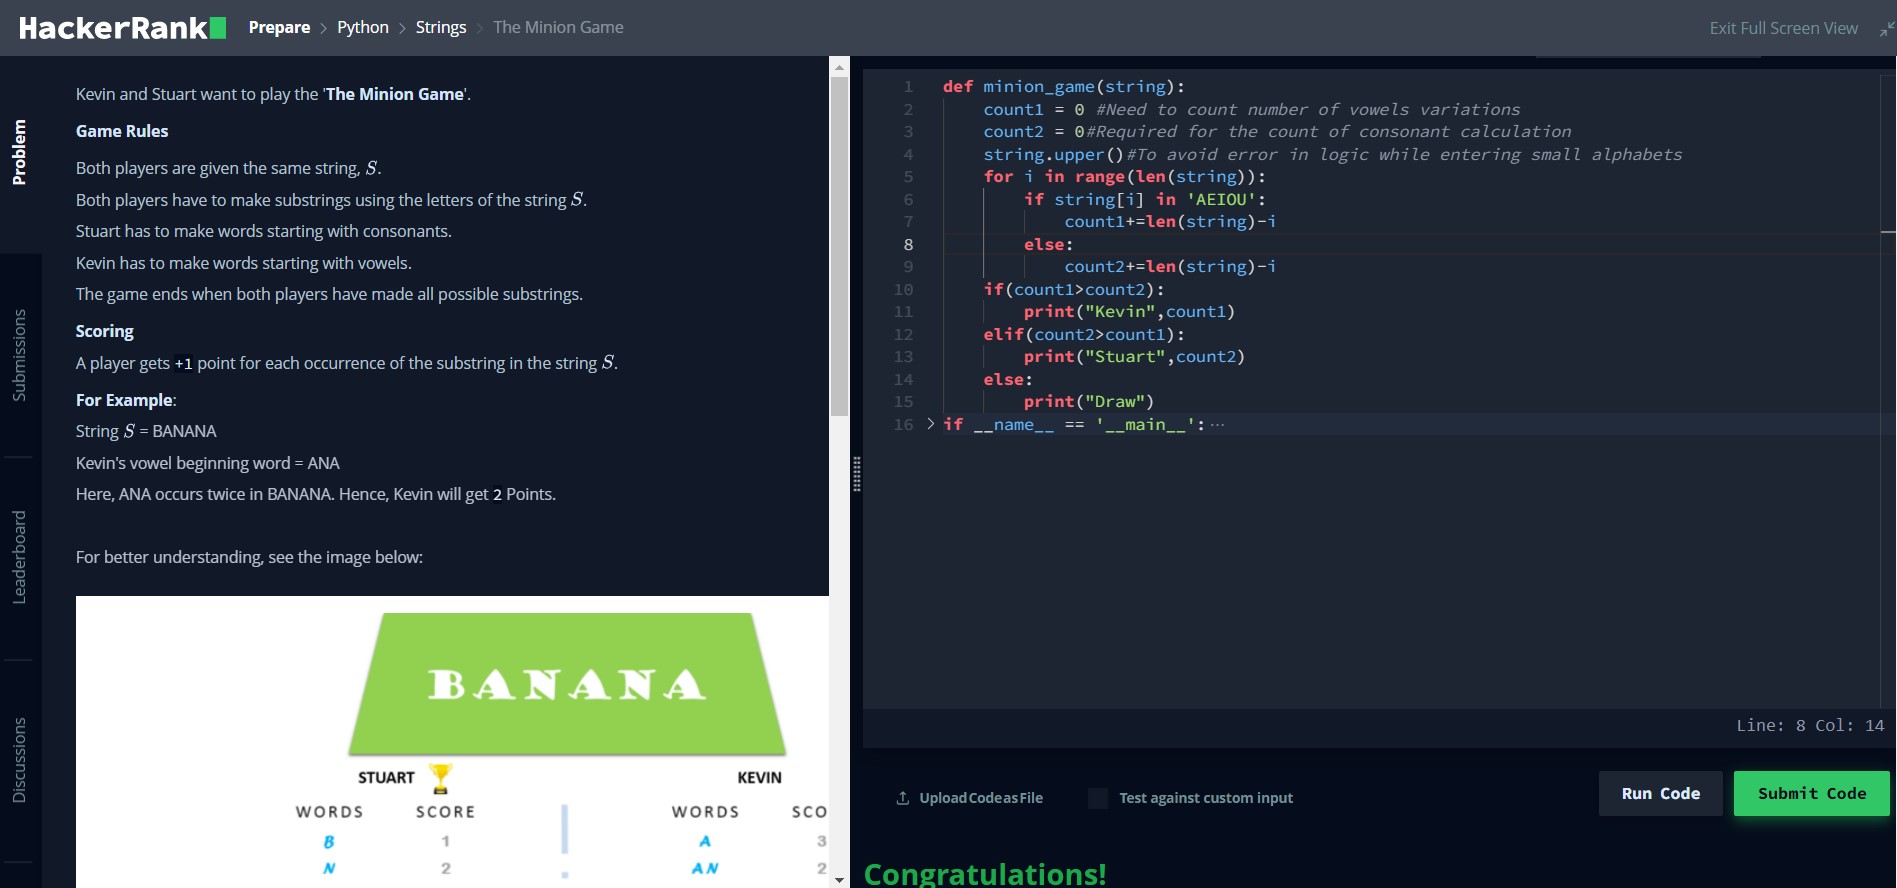 HackerRank
Prepare > Python > Strings > The Minion Game
Exit Full Screen View
Problem
Submissions
Leaderboard
Discussions
Kevin and Stuart want to play the 'The Minion Game'.
Game Rules
Both players are given the same string, S.
Both players have to make substrings using the letters of the string S.
Stuart has to make words starting with consonants.
Kevin has to make words starting with vowels.
The game ends when both players have made all possible substrings.
Scoring
A player gets +1 point for each occurrence of the substring in the string S.
For Example:
String S = BANANA
Kevin's vowel beginning word = ANA
Here, ANA occurs twice in BANANA. Hence, Kevin will get 2 Points.
For better understanding, see the image below:
BANANA
STUART KEVIN
WORDS SCORE WORDS SCO
B 1 A 3
N 2 AN 2
1 def minion_game(string):
2 count1 = 0 #Need to count number of vowels variations
3 count2 = 0#Required for the count of consonant calculation
4 string.upper()#To avoid error in logic while entering small alphabets
5 for i in range(len(string)):
6 if string[i] in 'AEIOU':
7 count1+=len(string)-i
8 else:
9 count2+=len(string)-i
10 if(count1>count2):
11 print("Kevin",count1)
12 elif(count2>count1):
13 print("Stuart",count2)
14 else:
15 print("Draw")
16 > if __name__ == '__main__':···
Line: 8 Col: 14
Upload Code as File
Test against custom input
Run Code
Submit Code
Congratulations!